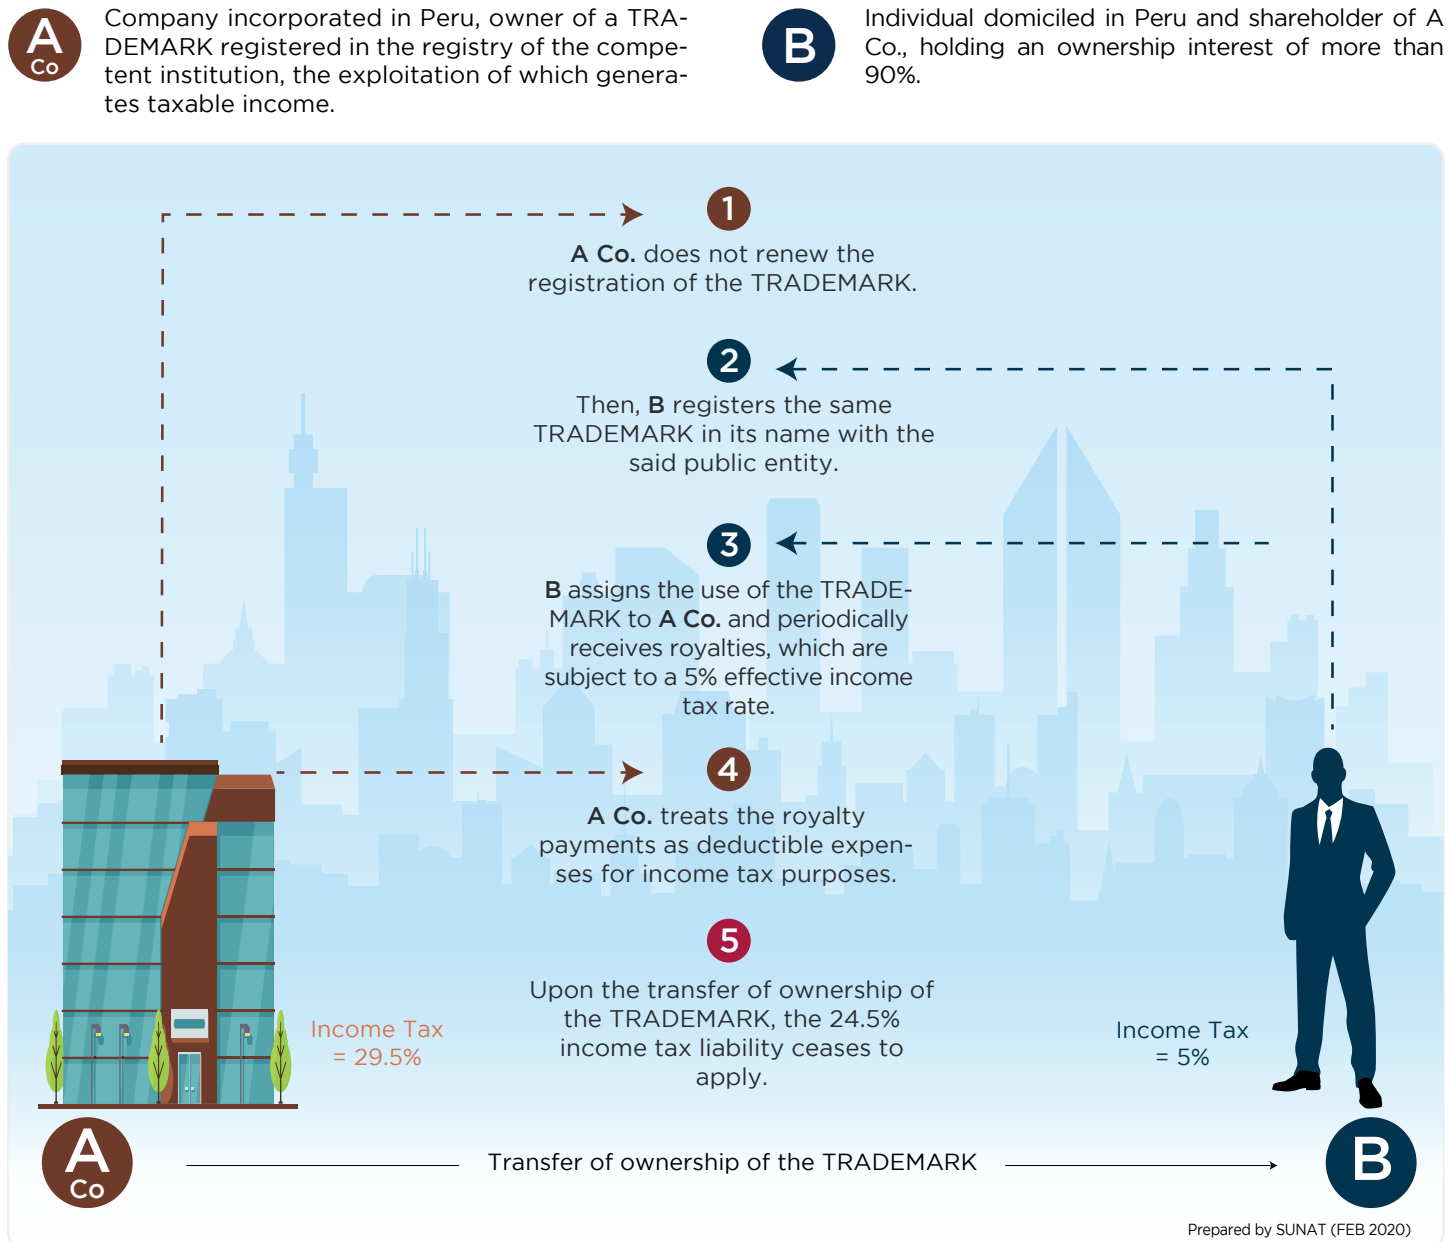 A
Co
Company incorporated in Peru, owner of a TRA-
DEMARK registered in the registry of the compe-
tent institution, the exploitation of which genera-
tes taxable income.
B
Individual domiciled in Peru and shareholder of A
Co., holding an ownership interest of more than
90%.
1
A Co. does not renew the
registration of the TRADEMARK.
2
Then, B registers the same
TRADEMARK in its name with the
said public entity.
3
B assigns the use of the TRADE-
MARK to A Co. and periodically
receives royalties, which are
subject to a 5% effective income
tax rate.
4
A Co. treats the royalty
payments as deductible expen-
ses for income tax purposes.
5
Upon the transfer of ownership of
the TRADEMARK, the 24.5%
income tax liability ceases to
apply.
Income Tax
= 29.5%
Income Tax
= 5%
A
Co
Transfer of ownership of the TRADEMARK
B
Prepared by SUNAT (FEB 2020)